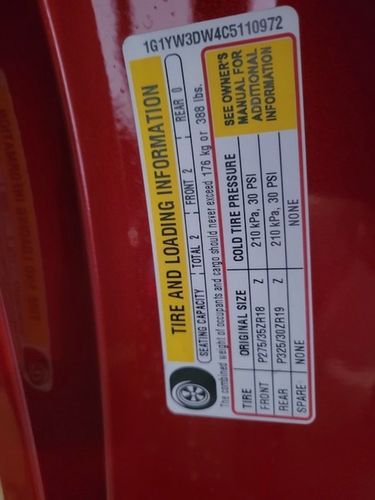 1G1YW3DW4C5110972
TIRE AND LOADING INFORMATION
SEE OWNER'S
MANUAL FOR
ADDITIONAL
INFORMATION
SEATING CAPACITY TOTAL 2 FRONT 2 REAR 0
The combined weight of occupants and cargo should never exceed 176 kg or 388 lbs.
TIRE ORIGINAL SIZE COLD TIRE PRESSURE
FRONT P275/35ZR18 Z 210 kPa, 30 PSI
REAR P325/30ZR19 Z 210 kPa, 30 PSI
SPARE NONE NONE